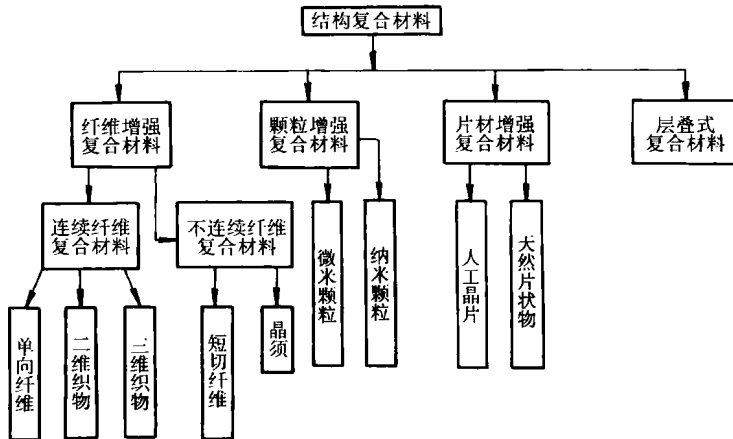 结构复合材料
纤维增强
复合材料
颗粒增强
复合材料
片材增强
复合材料
层叠式
复合材料
连续纤维
复合材料
不连续纤维
复合材料
微米颗粒
纳米颗粒
人工晶片
天然片状物
单向纤维
二维织物
三维织物
短切纤维
晶须